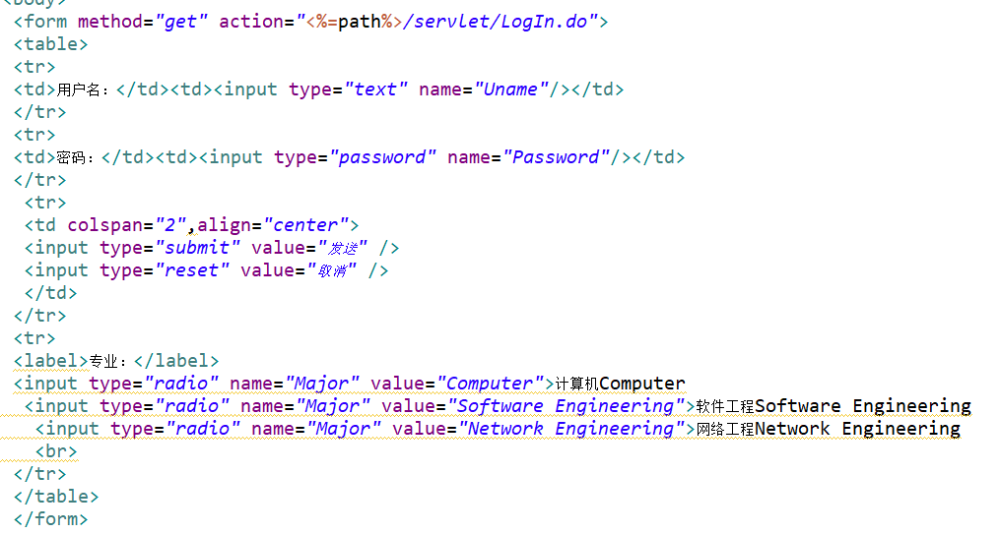 <body>
<form method="get" action="<%=path%>/servlet/LogIn.do">
<table>
<tr>
<td>用户名：</td><td><input type="text" name="Uname"/></td>
</tr>
<tr>
<td>密码：</td><td><input type="password" name="Password"/></td>
</tr>
<tr>
<td colspan="2",align="center">
<input type="submit" value="发送" />
<input type="reset" value="取消" />
</td>
</tr>
<tr>
<label>专业：</label>
<input type="radio" name="Major" value="Computer">计算机Computer
<input type="radio" name="Major" value="Software Engineering">软件工程Software Engineering
<input type="radio" name="Major" value="Network Engineering">网络工程Network Engineering
<br>
</tr>
</table>
</form>